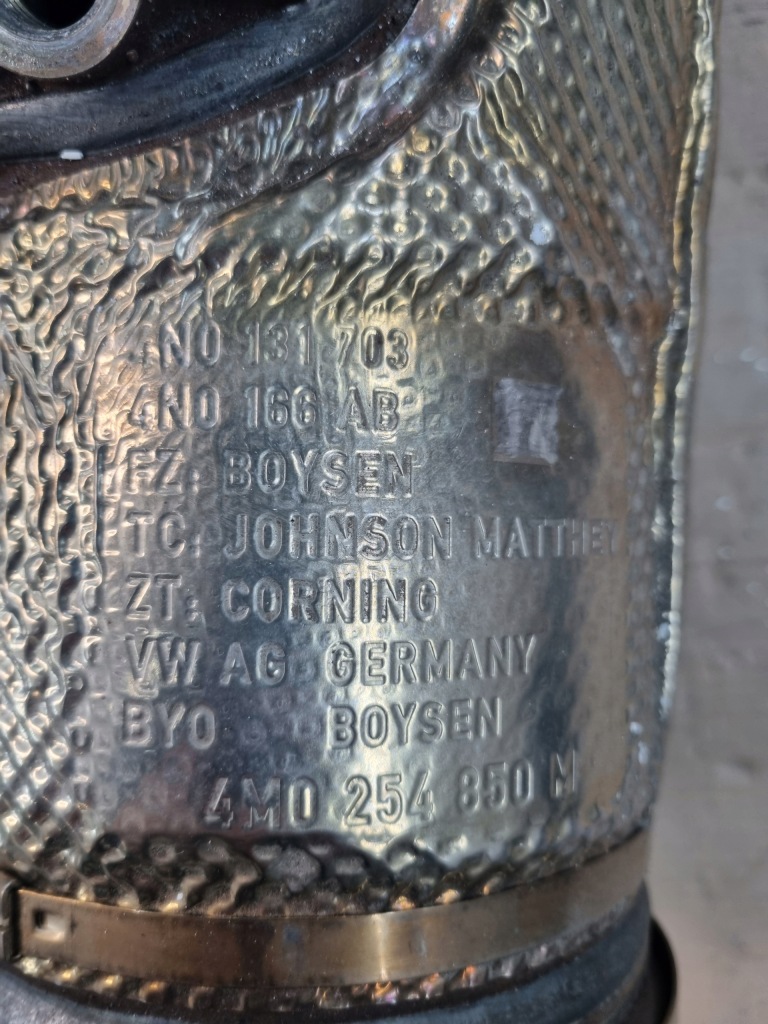 4N0 131 703
4N0 166 AB
FZ: BOYSEN
TC: JOHNSON MATTHEY
ZT: CORNING
VW AG GERMANY
BYO BOYSEN
4M0 254 850 M